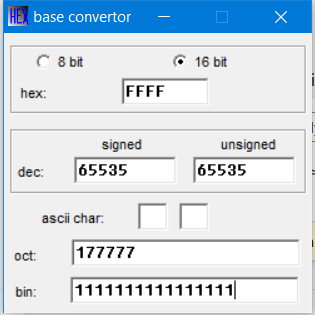 HEX base convertor
8 bit 16 bit
hex: FFFF
signed unsigned
dec: 65535 65535
ascii char:
oct: 177777
bin: 1111111111111111